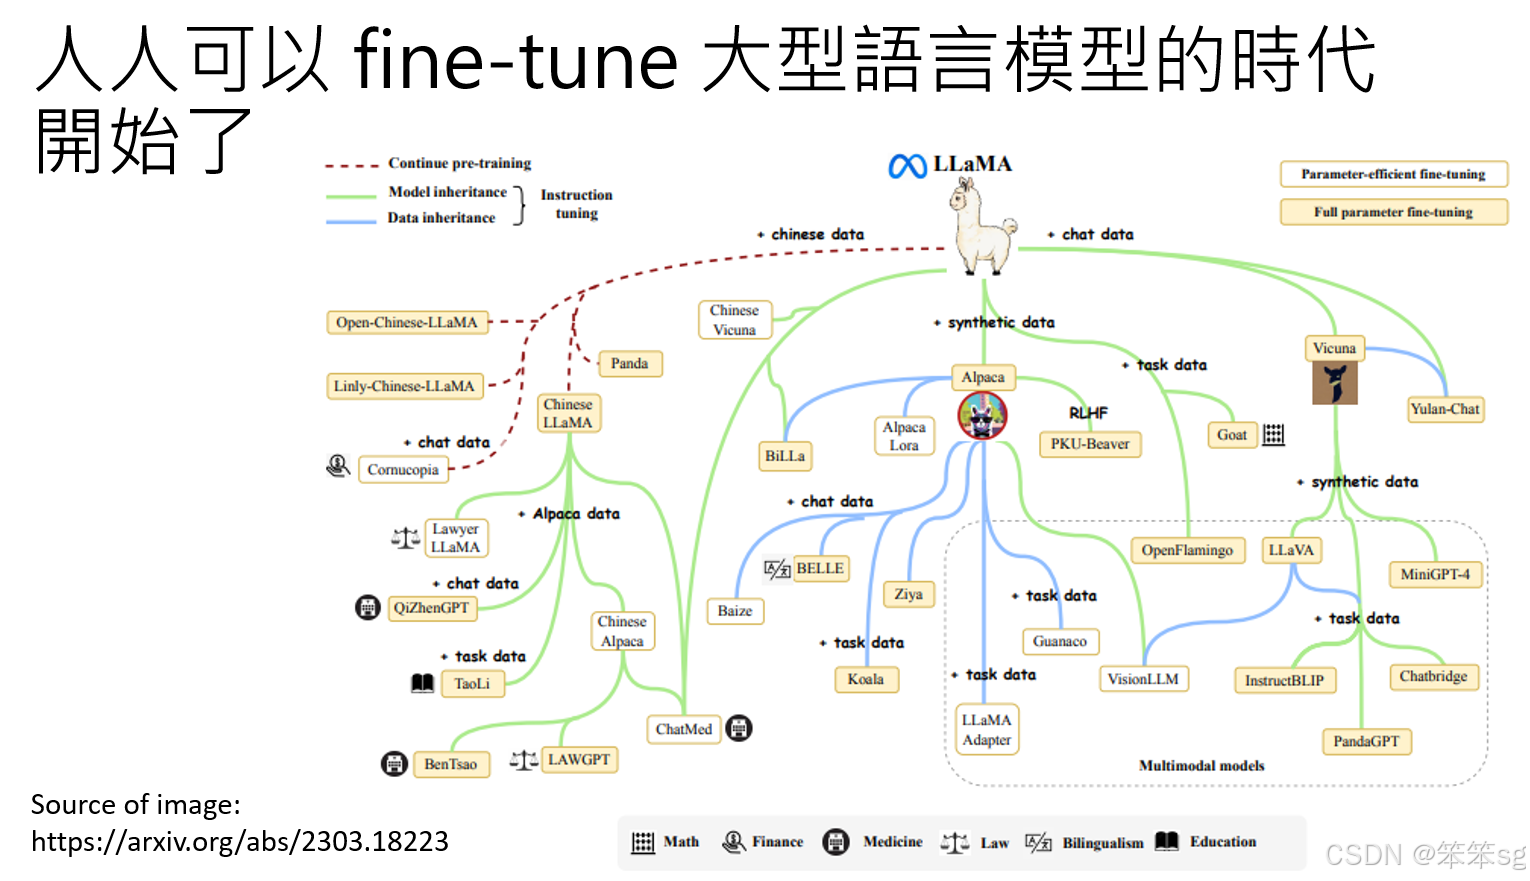 人人可以 fine-tune 大型語言模型的時代
開始了
Continue pre-training
Model inheritance
Data inheritance
Instruction
tuning
LLaMA
Parameter-efficient fine-tuning
Full parameter fine-tuning
+ chinese data
+ chat data
Open-Chinese-LLaMA
Linly-Chinese-LLaMA
Panda
Chinese
LLaMA
+ chat data
Cornucopia
Chinese
Vicuna
+ synthetic data
Vicuna
+ task data
Alpaca
RLHF
Yulan-Chat
Goat
PKU-Beaver
Alpaca
Lora
BiLLa
+ synthetic data
+ chat data
+ Alpaca data
Lawyer
LLaMA
+ chat data
QiZhenGPT
Chinese
Alpaca
+ task data
TaoLi
ChatMed
BenTsao
LAWGPT
BELLE
Baize
Ziya
+ task data
Koala
OpenFlamingo
LLaVA
MiniGPT-4
+ task data
Guanaco
+ task data
VisionLLM
InstructBLIP
Chatbridge
+ task data
LLaMA
Adapter
PandaGPT
Multimodal models
Source of image:
https://arxiv.org/abs/2303.18223
Math
Finance
Medicine
Law
Bilingualism
Education
CSDN @笨笨sg